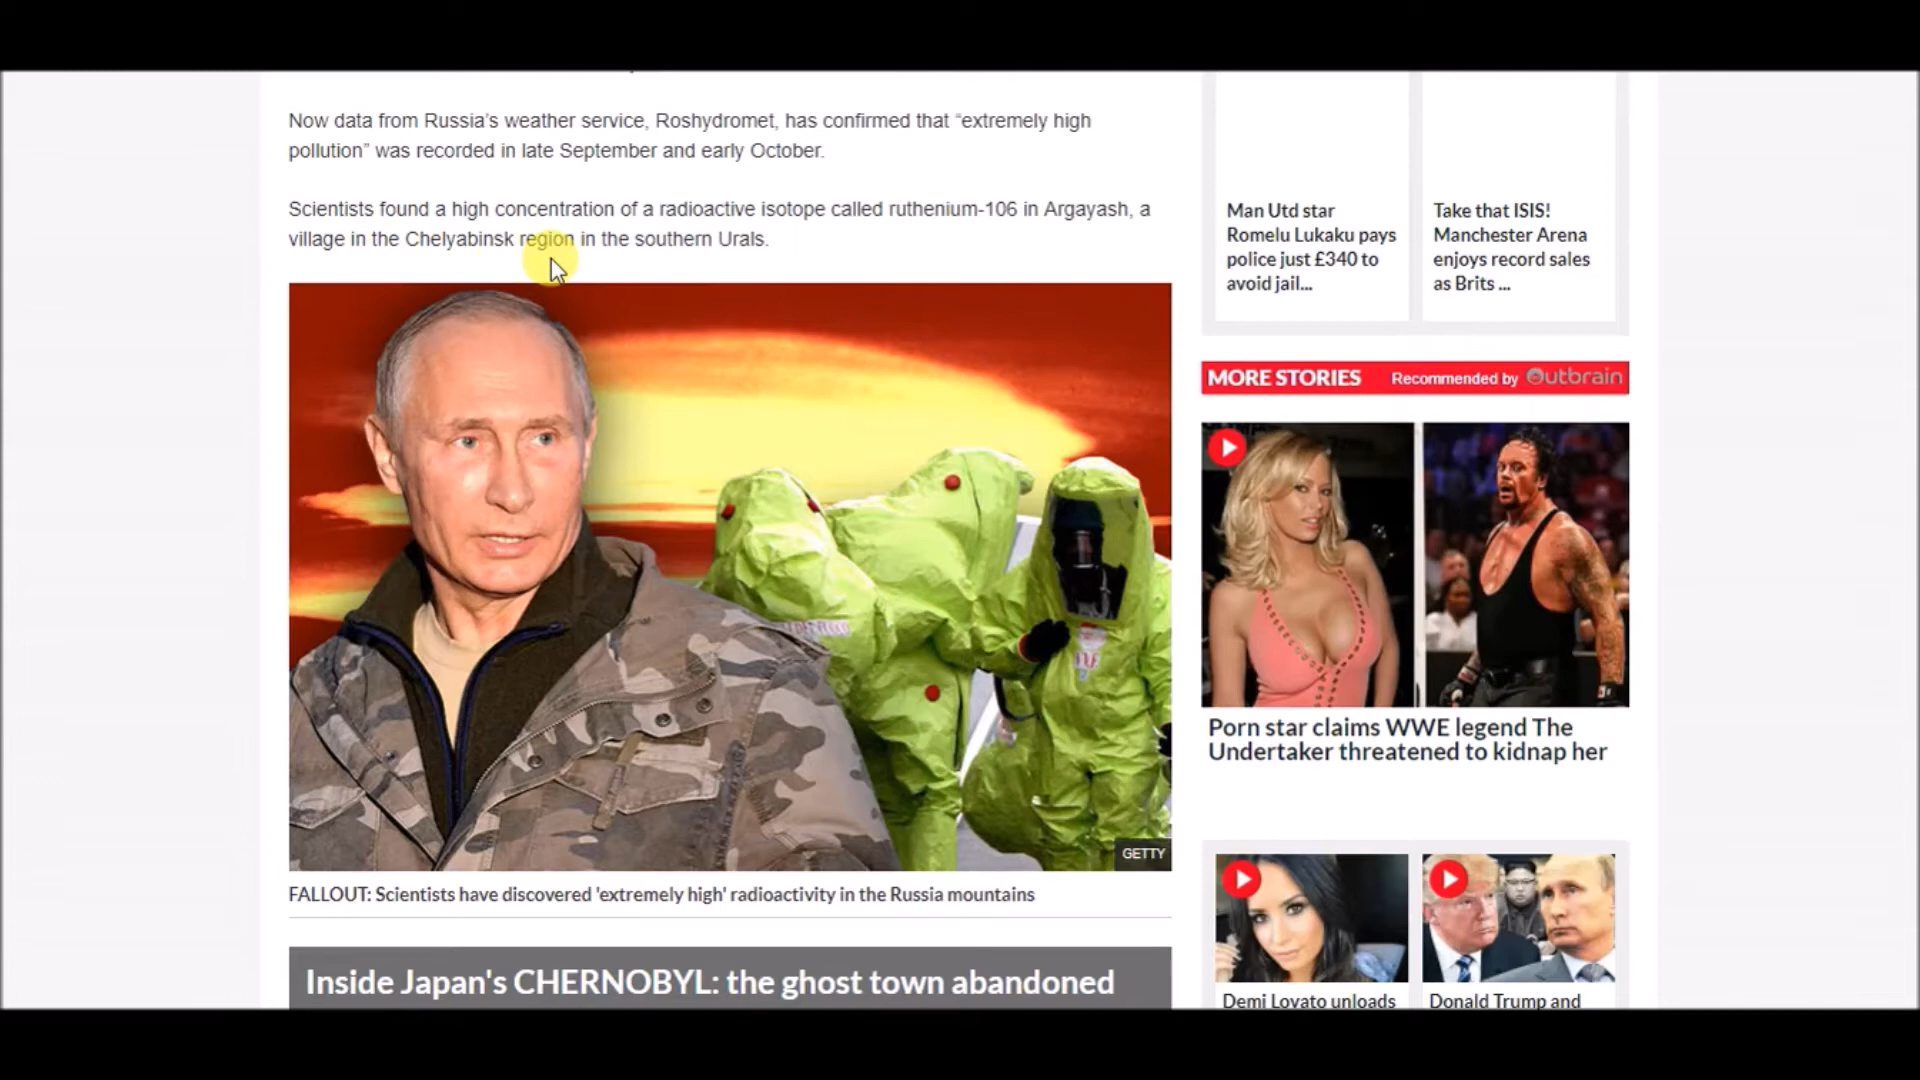 Now data from Russia's weather service, Roshydromet, has confirmed that “extremely high
pollution” was recorded in late September and early October.
Scientists found a high concentration of a radioactive isotope called ruthenium-106 in Argayash, a
village in the Chelyabinsk region in the southern Urals.
GETTY
FALLOUT: Scientists have discovered 'extremely high' radioactivity in the Russia mountains
Inside Japan's CHERNOBYL: the ghost town abandoned
Man Utd star
Romelu Lukaku pays
police just £340 to
avoid jail...
Take that ISIS!
Manchester Arena
enjoys record sales
as Brits ...
MORE STORIES Recommended by Outbrain
Porn star claims WWE legend The
Undertaker threatened to kidnap her
Demi Lovato unloads
Donald Trump and